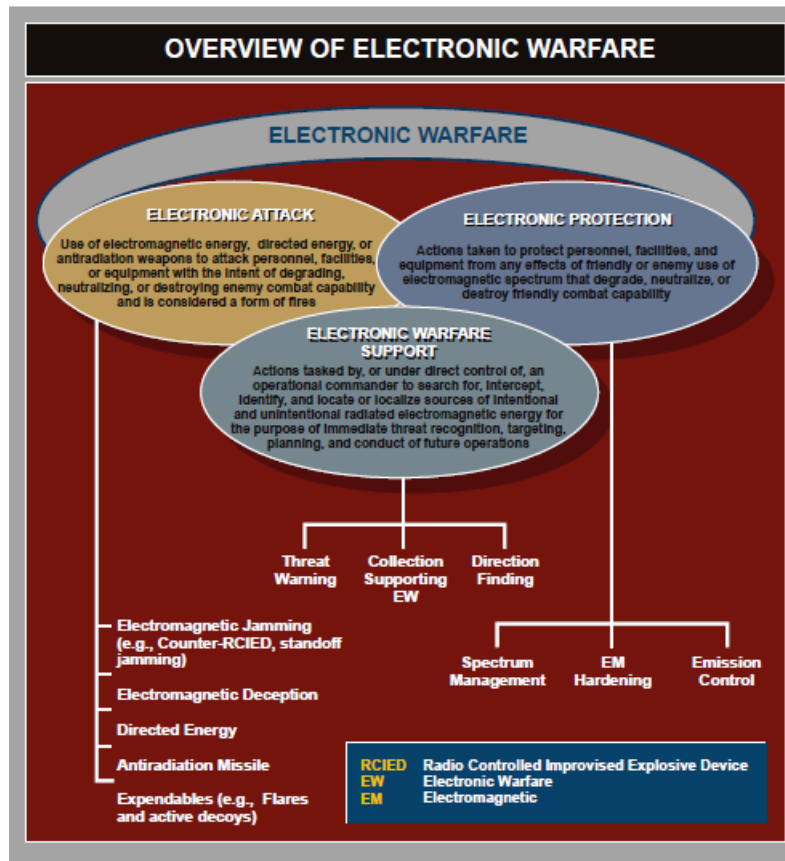 OVERVIEW OF ELECTRONIC WARFARE
ELECTRONIC WARFARE
ELECTRONIC ATTACK
Use of electromagnetic energy, directed energy, or
antiradiation weapons to attack personnel, facilities,
or equipment with the intent of degrading,
neutralizing, or destroying enemy combat capability
and is considered a form of fires
ELECTRONIC PROTECTION
Actions taken to protect personnel, facilities, and
equipment from any effects of friendly or enemy use of
electromagnetic spectrum that degrade, neutralize, or
destroy friendly combat capability
ELECTRONIC WARFARE
SUPPORT
Actions tasked by, or under direct control of, an
operational commander to search for, intercept,
identify, and locate or localize sources of intentional
and unintentional radiated electromagnetic energy for
the purpose of immediate threat recognition, targeting,
planning, and conduct of future operations
Threat
Warning
Collection
Supporting
EW
Direction
Finding
Electromagnetic Jamming
(e.g., Counter-RCIED, standoff
jamming)
Electromagnetic Deception
Directed Energy
Antiradiation Missile
Expendables (e.g., Flares
and active decoys)
Spectrum
Management
EM
Hardening
Emission
Control
RCIED Radio Controlled Improvised Explosive Device
EW Electronic Warfare
EM Electromagnetic